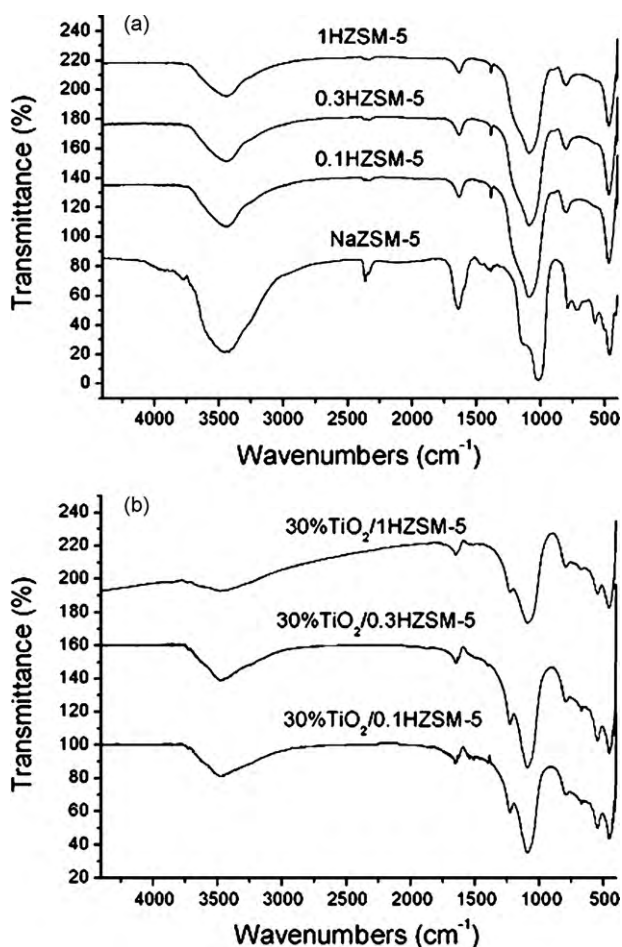 (a)
1HZSM-5
0.3HZSM-5
0.1HZSM-5
NaZSM-5
Transmittance (%)
240
220
200
180
160
140
120
100
80
60
40
20
0
4000 3500 3000 2500 2000 1500 1000 500
Wavenumbers (cm⁻¹)
(b)
30%TiO₂/1HZSM-5
30%TiO₂/0.3HZSM-5
30%TiO₂/0.1HZSM-5
Transmittance (%)
240
220
200
180
160
140
120
100
80
60
40
20
4000 3500 3000 2500 2000 1500 1000 500
Wavenumbers (cm⁻¹)